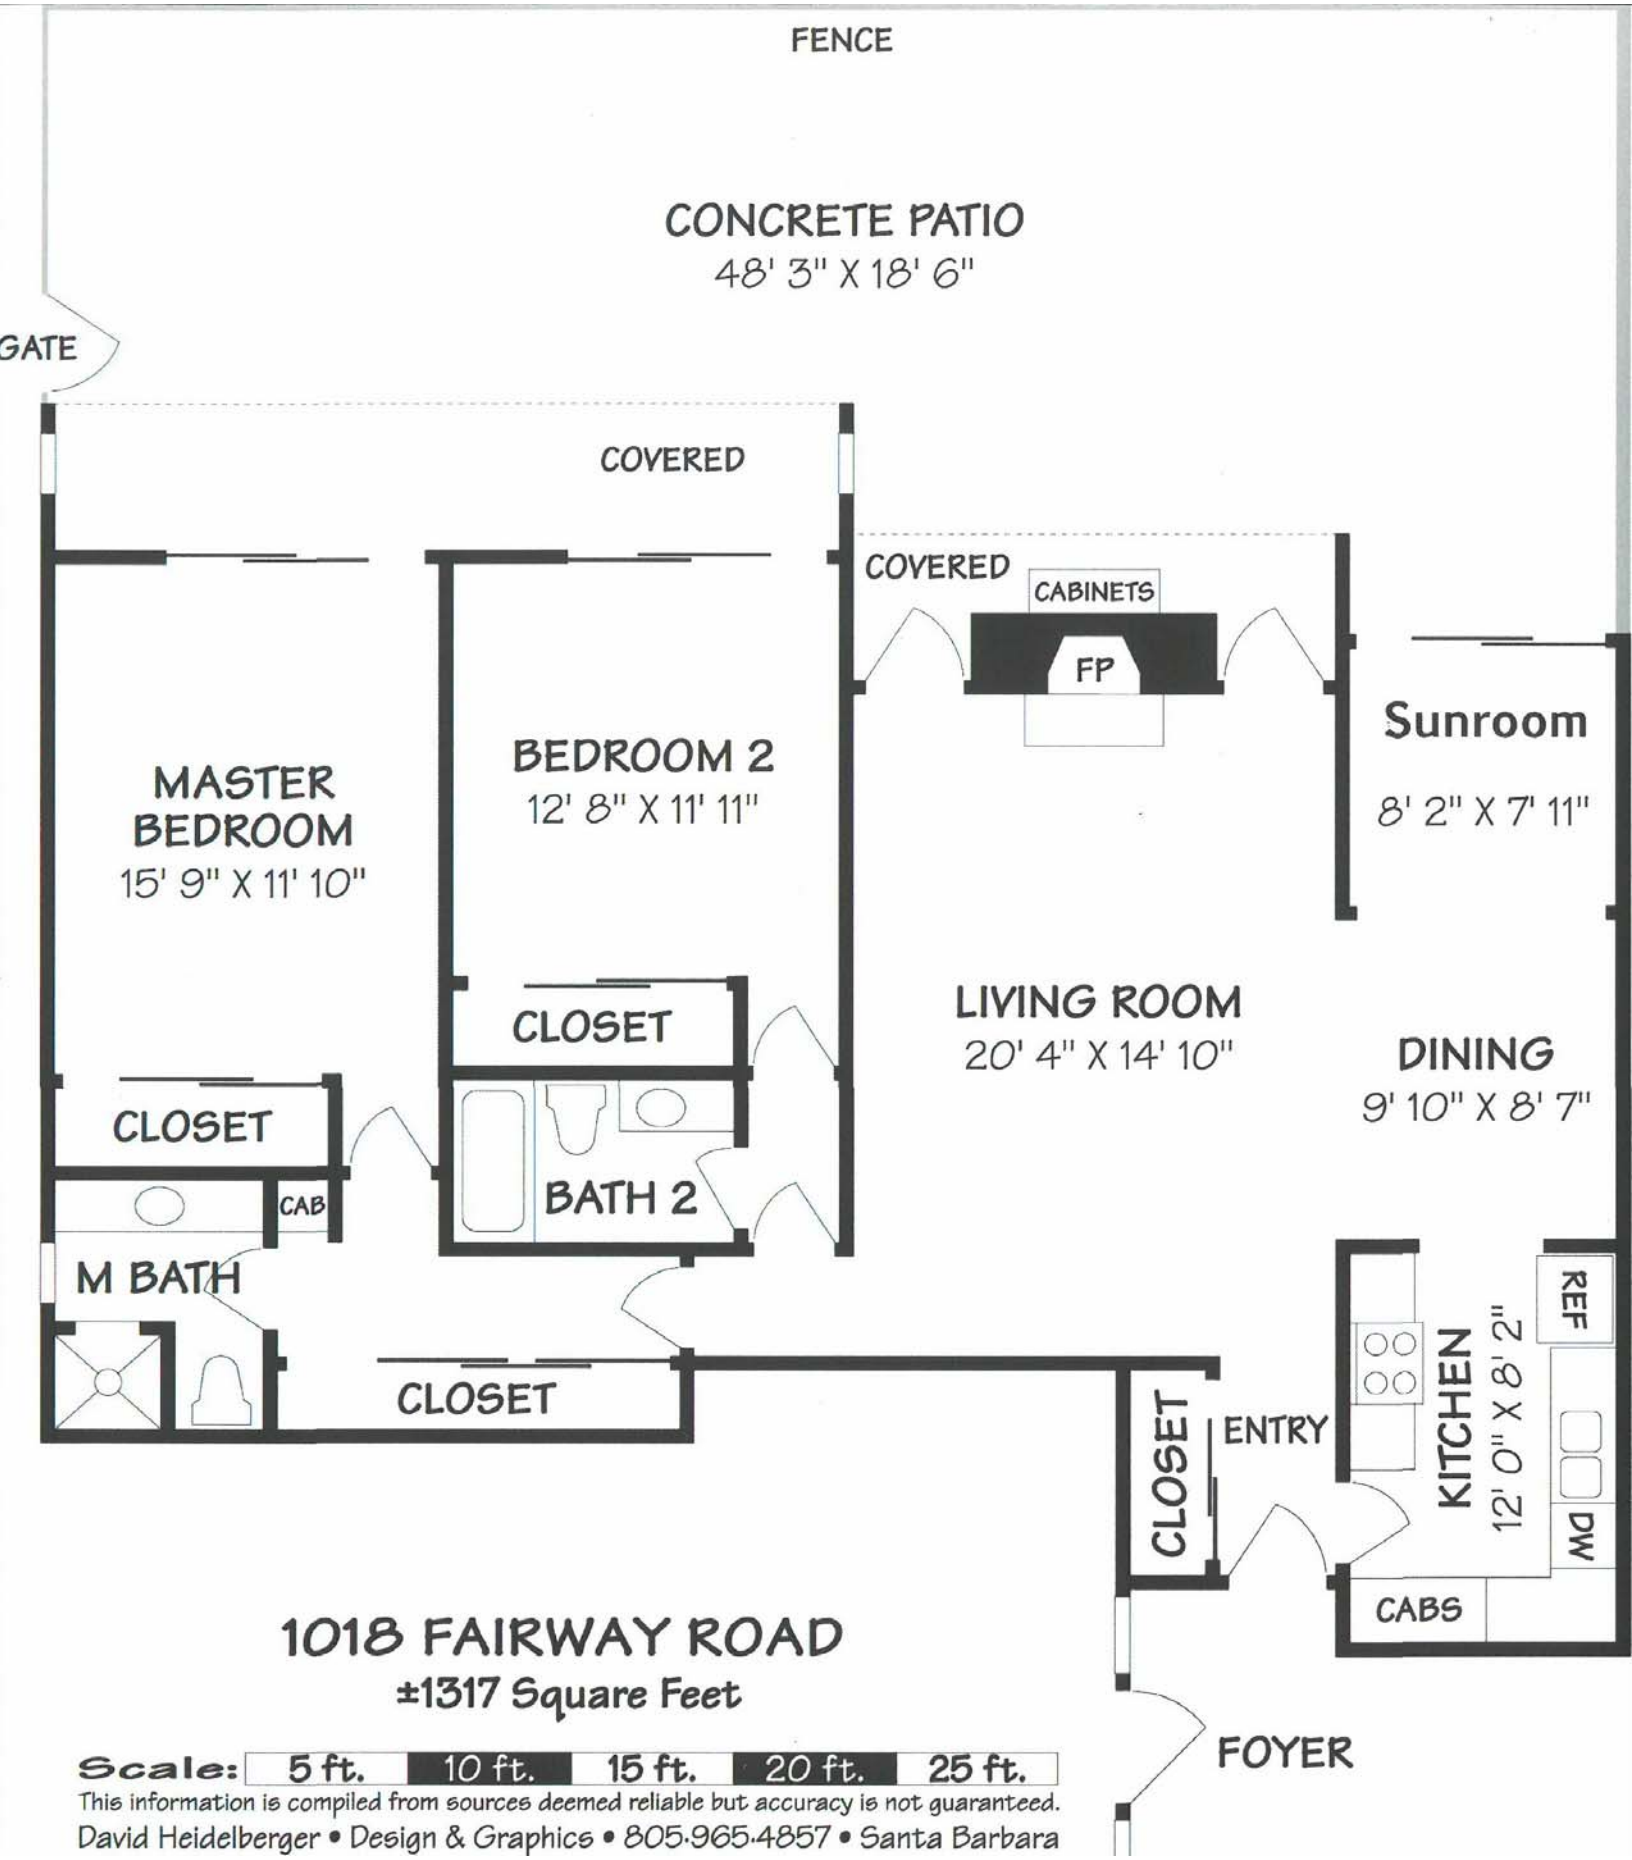 FENCE
CONCRETE PATIO
48' 3" X 18' 6"
GATE
COVERED
COVERED
CABINETS
FP
Sunroom
8' 2" X 7' 11"
MASTER
BEDROOM
15' 9" X 11' 10"
BEDROOM 2
12' 8" X 11' 11"
CLOSET
LIVING ROOM
20' 4" X 14' 10"
DINING
9' 10" X 8' 7"
CLOSET
CAB
BATH 2
M BATH
CLOSET
CLOSET
ENTRY
KITCHEN
12' 0" X 8' 2"
REF
DW
CABS
FOYER
1018 FAIRWAY ROAD
±1317 Square Feet
Scale: 5 ft. 10 ft. 15 ft. 20 ft. 25 ft.
This information is compiled from sources deemed reliable but accuracy is not guaranteed.
David Heidelberger • Design & Graphics • 805•965•4857 • Santa Barbara